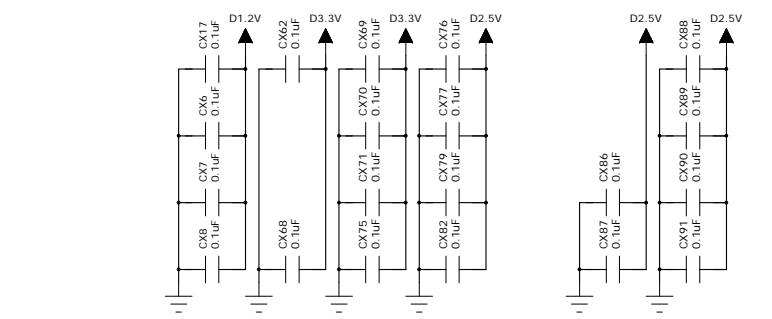 D1.2V
CX17
0.1uF
CX6
0.1uF
CX7
0.1uF
CX8
0.1uF
D3.3V
CX62
0.1uF
CX68
0.1uF
D3.3V
CX69
0.1uF
CX70
0.1uF
CX71
0.1uF
CX75
0.1uF
D2.5V
CX76
0.1uF
CX77
0.1uF
CX79
0.1uF
CX82
0.1uF
D2.5V
CX86
0.1uF
CX87
0.1uF
D2.5V
CX88
0.1uF
CX89
0.1uF
CX90
0.1uF
CX91
0.1uF